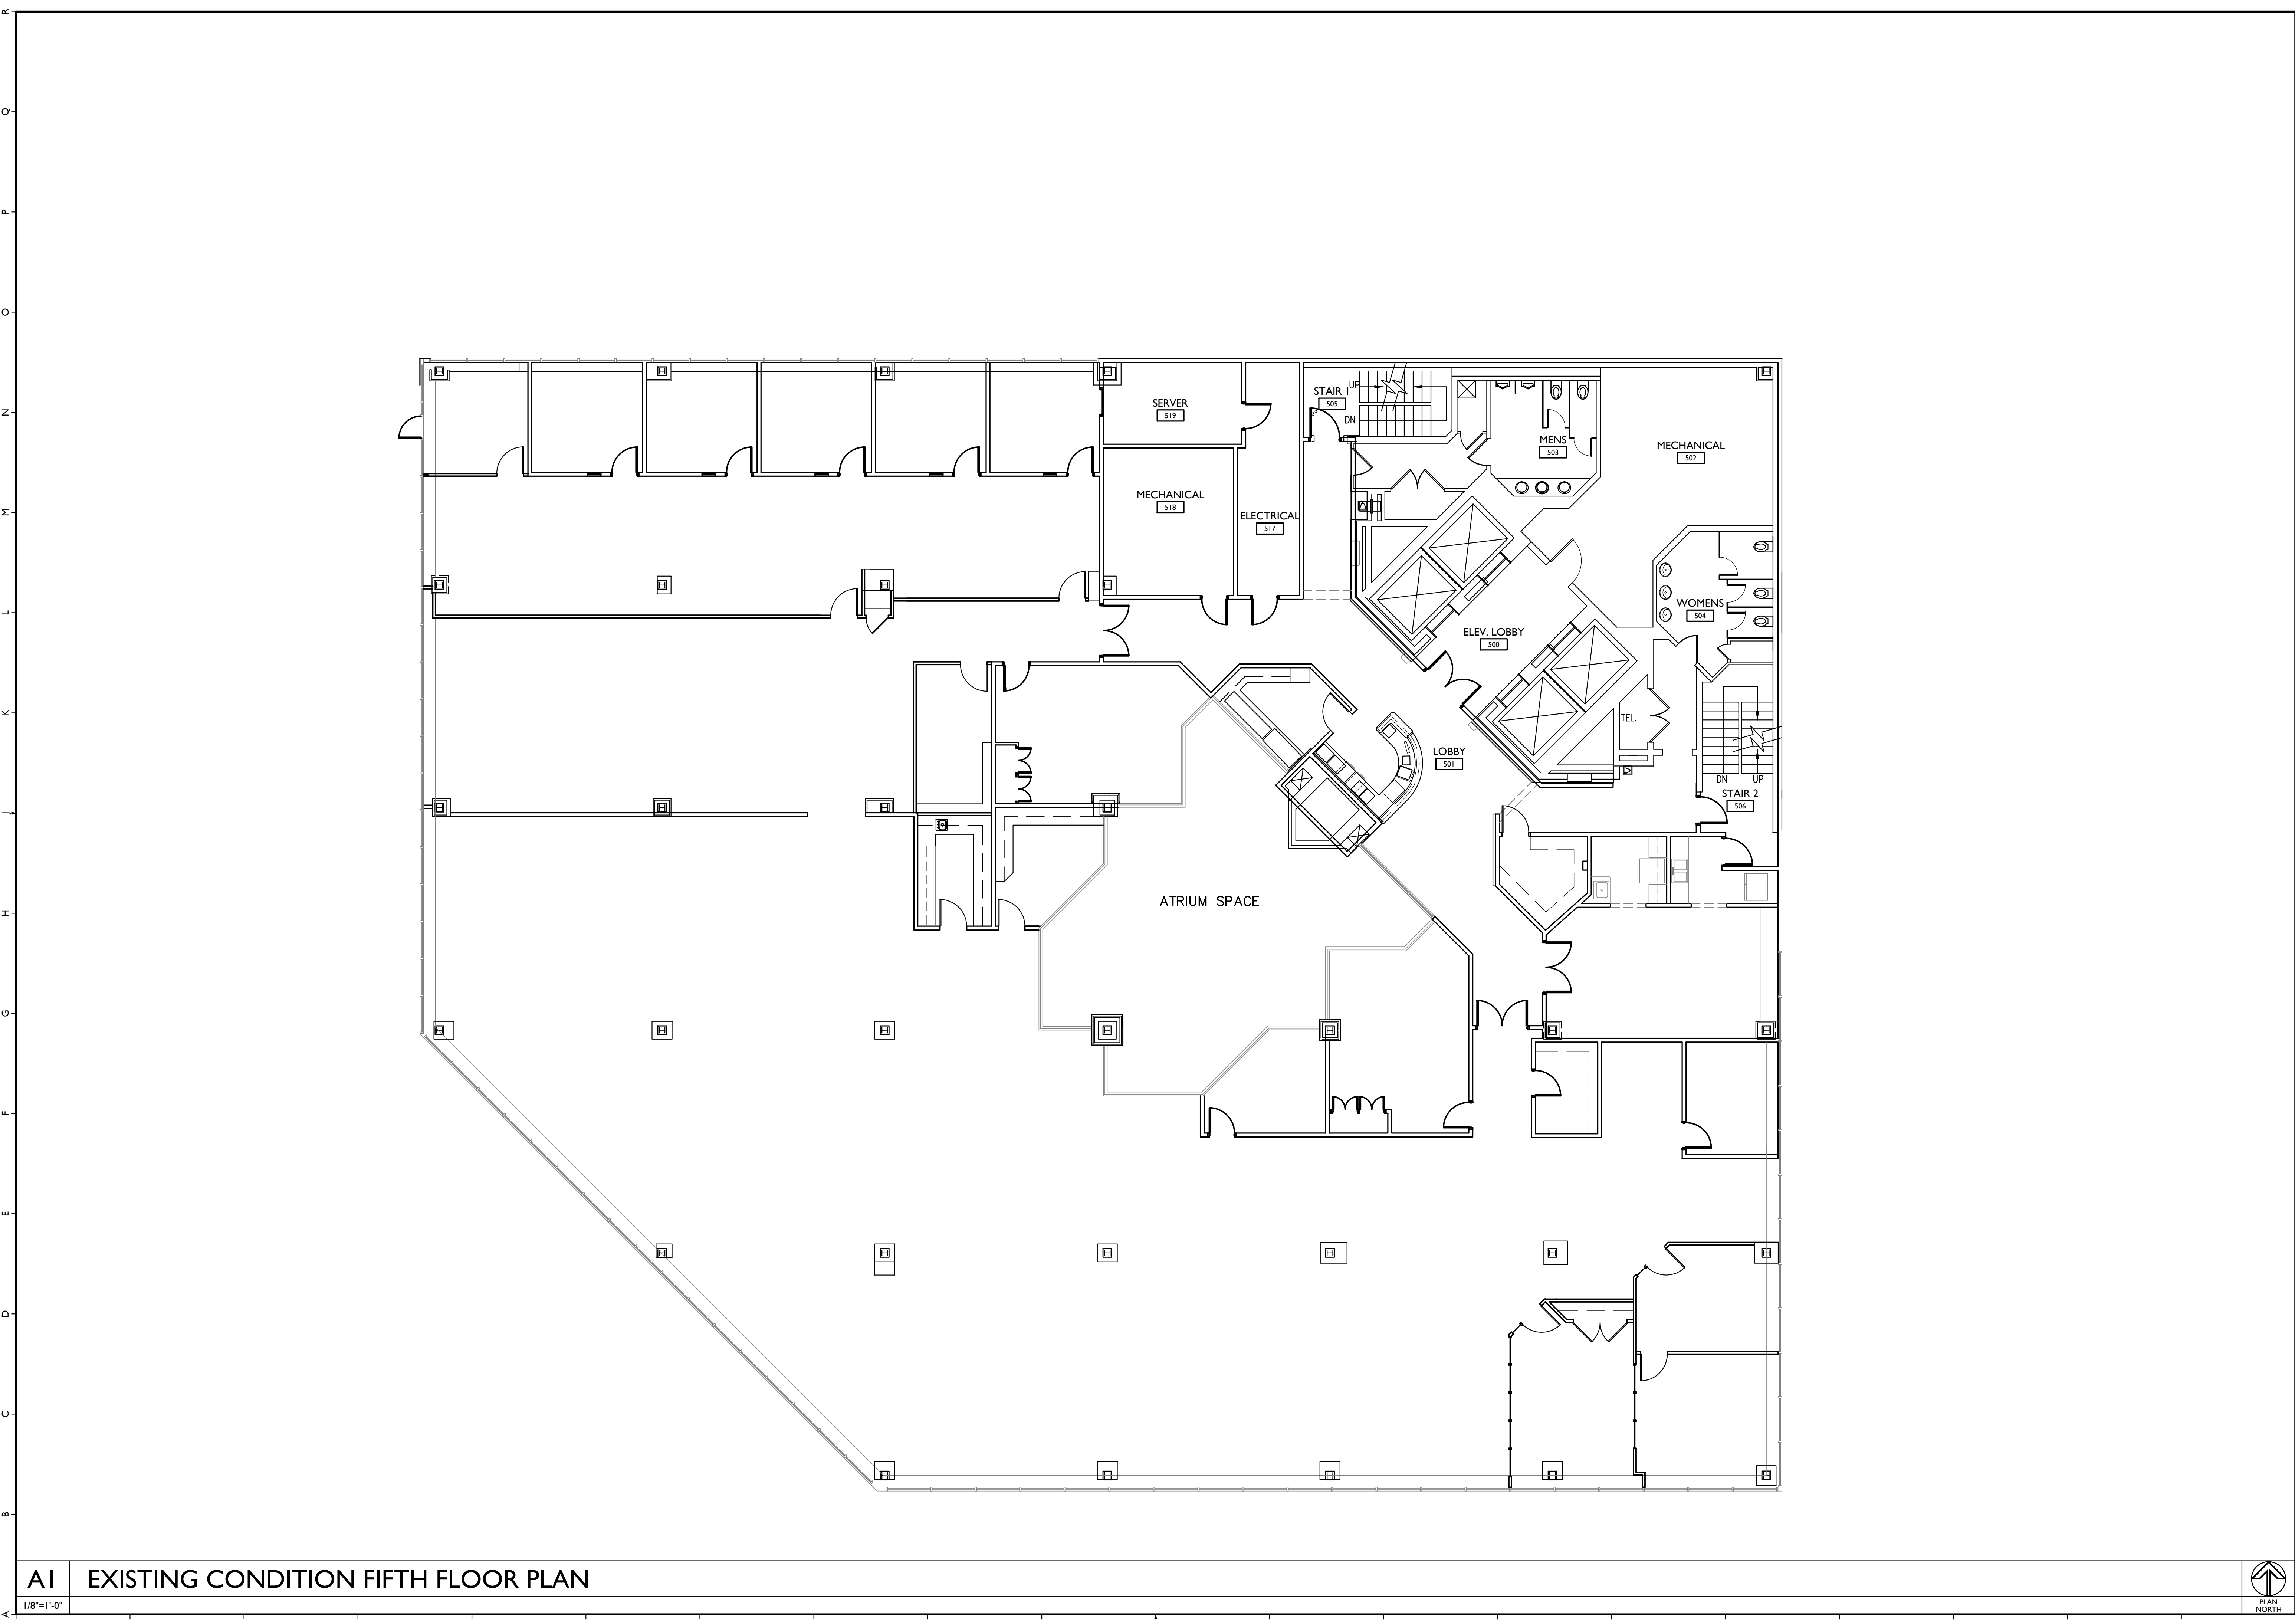 R
Q
P
O
N
M
L
K
J
H
G
F
E
D
C
B
A
SERVER
519
STAIR 1
505
UP
DN
MENS
503
MECHANICAL
502
MECHANICAL
518
ELECTRICAL
517
WOMENS
504
ELEV. LOBBY
500
TEL.
LOBBY
501
DN
UP
STAIR 2
506
ATRIUM SPACE
A1
EXISTING CONDITION FIFTH FLOOR PLAN
1/8"=1'-0"
PLAN
NORTH